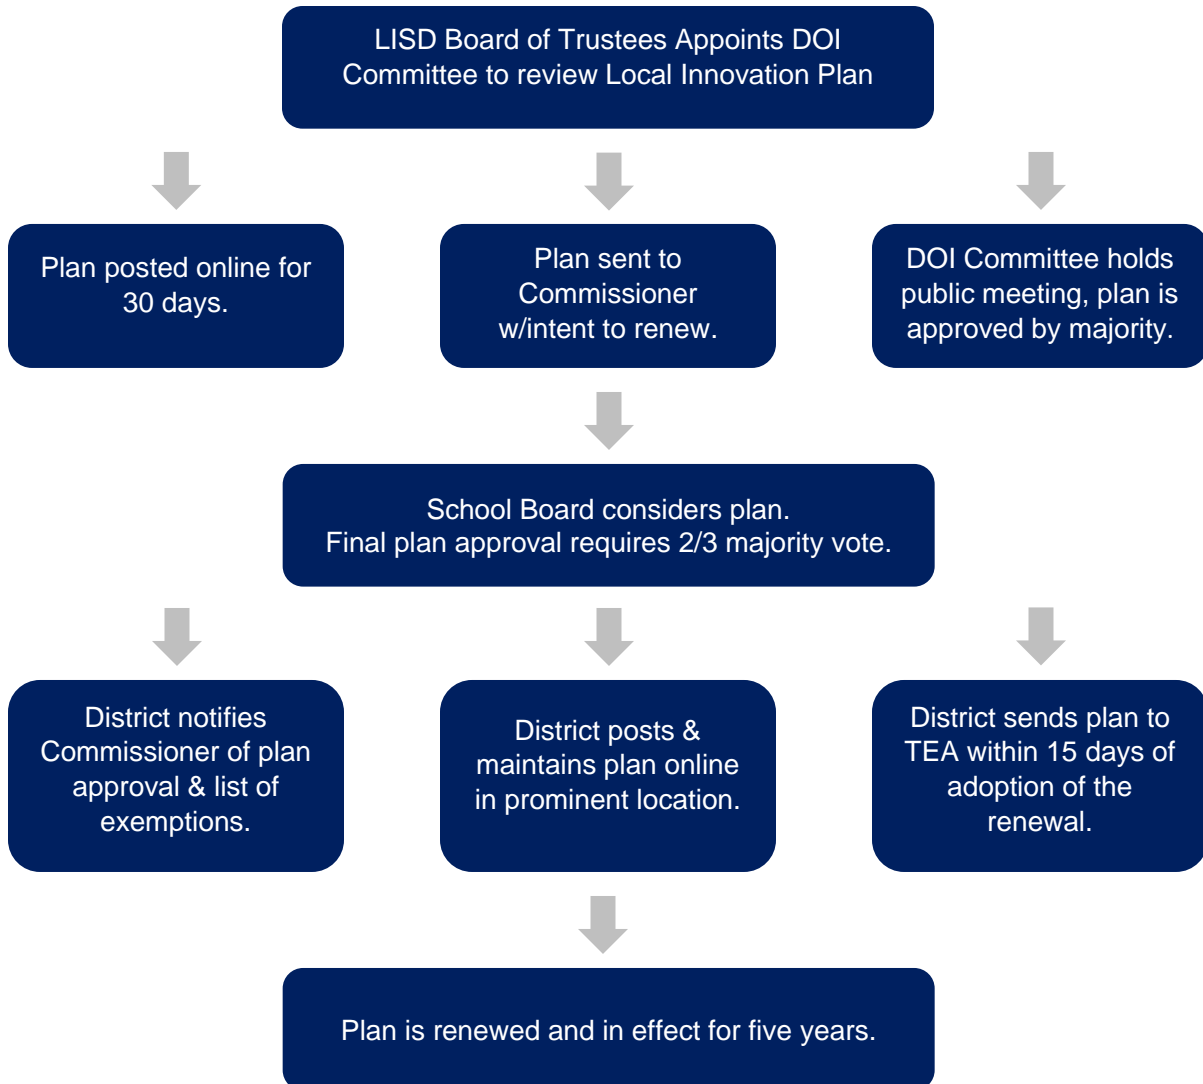 LISD Board of Trustees Appoints DOI
Committee to review Local Innovation Plan
Plan posted online for
30 days.
Plan sent to
Commissioner
w/intent to renew.
DOI Committee holds
public meeting, plan is
approved by majority.
School Board considers plan.
Final plan approval requires 2/3 majority vote.
District notifies
Commissioner of plan
approval & list of
exemptions.
District posts &
maintains plan online
in prominent location.
District sends plan to
TEA within 15 days of
adoption of the
renewal.
Plan is renewed and in effect for five years.